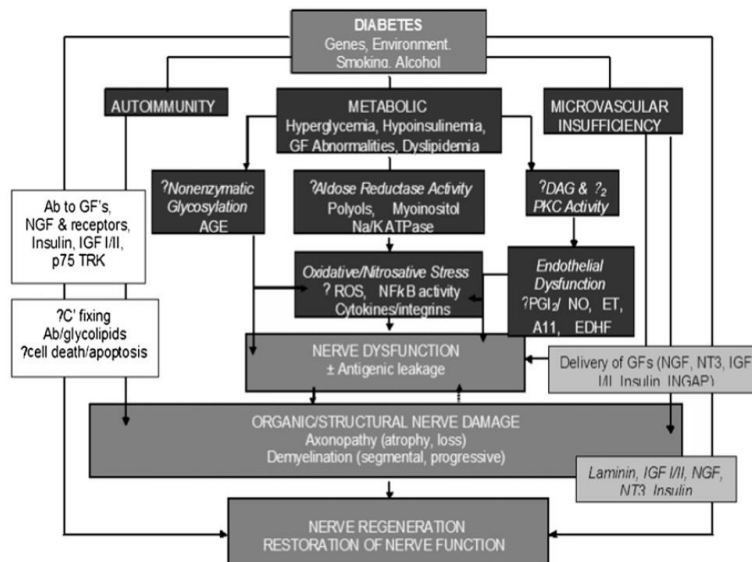 DIABETES
Genes, Environment.
Smoking. Alcohol
AUTOIMMUNITY
METABOLIC
Hyperglycemia, Hypoinsulinemia,
GF Abnormalities, Dyslipidemia
MICROVASCULAR
INSUFFICIENCY
?Nonenzymatic
Glycosylation
AGE
?Aldose Reductase Activity
Polyols, Myoinositol
Na/K ATPase
?DAG & ?₂
PKC Activity
Ab to GF's,
NGF & receptors,
Insulin, IGF I/II,
p75 TRK
Oxidative/Nitrosative Stress
? ROS, NFkB activity
Cytokines/integrins
Endothelial
Dysfunction
?PGI₂/ NO, ET,
A11, EDHF
?C' fixing
Ab/glycolipids
?cell death/apoptosis
NERVE DYSFUNCTION
± Antigenic leakage
Delivery of GFs (NGF, NT3, IGF
I/II, Insulin, INGAP)
ORGANIC/STRUCTURAL NERVE DAMAGE
Axonopathy (atrophy, loss)
Demyelination (segmental, progressive)
Laminin, IGF I/II, NGF,
NT3, Insulin
NERVE REGENERATION
RESTORATION OF NERVE FUNCTION